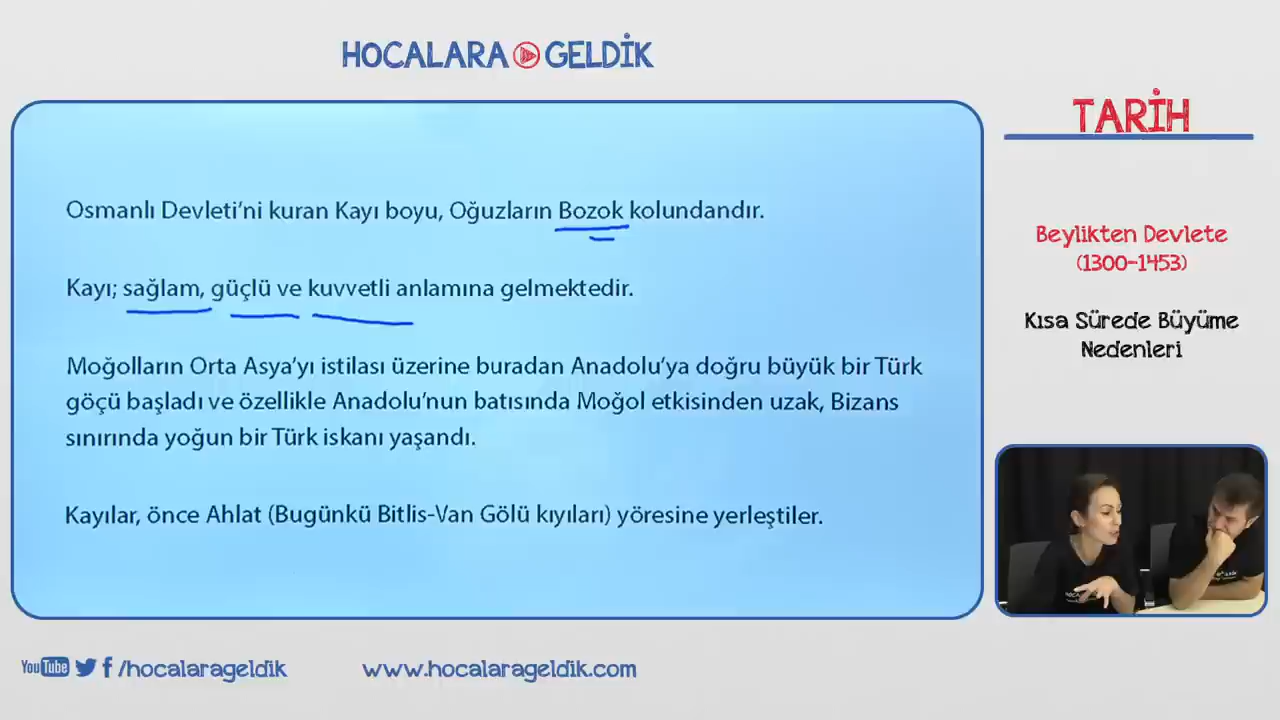 HOCALARA GELDİK
TARİH
Osmanlı Devleti'ni kuran Kayı boyu, Oğuzların Bozok kolundandır.
Kayı; sağlam, güçlü ve kuvvetli anlamına gelmektedir.
Moğolların Orta Asya'yı istilası üzerine buradan Anadolu'ya doğru büyük bir Türk
göçü başladı ve özellikle Anadolu'nun batısında Moğol etkisinden uzak, Bizans
sınırında yoğun bir Türk iskanı yaşandı.
Kayılar, önce Ahlat (Bugünkü Bitlis-Van Gölü kıyıları) yöresine yerleştiler.
Beylikten Devlete
(1300-1453)
Kısa Sürede Büyüme
Nedenleri
YouTube /hocalarageldik
www.hocalarageldik.com